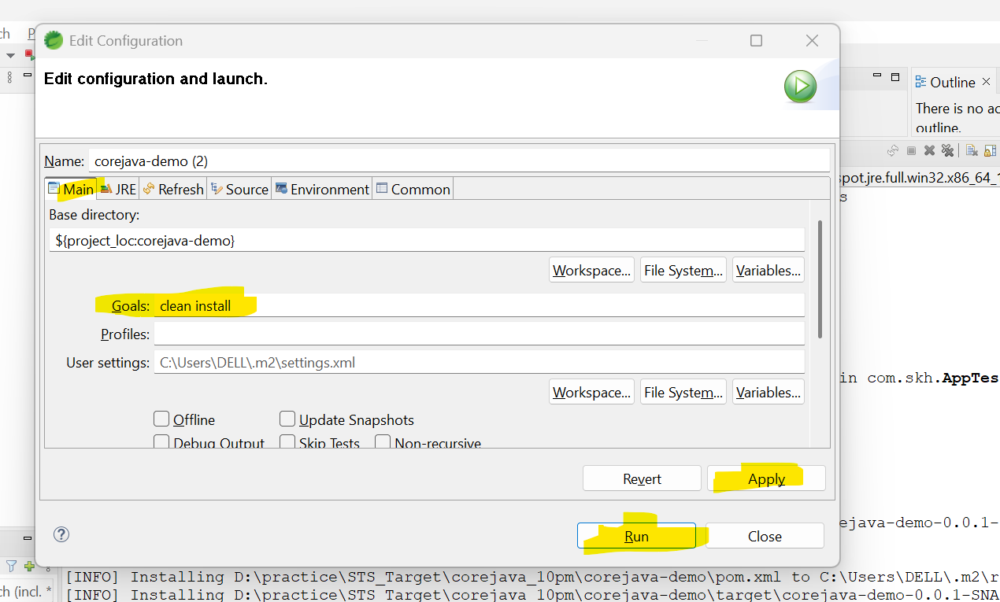 ch P
Edit Configuration
Edit configuration and launch.
Outline
There is no ac
outline.
Name: corejava-demo (2)
spot.jre.full.win32.x86_64_1
Main JRE Refresh Source Environment Common
s
Base directory:
${project_loc:corejava-demo}
Workspace... File System... Variables...
Goals: clean install
Profiles:
User settings: C:\Users\DELL\.m2\settings.xml
in com.skh.AppTes
Workspace... File System... Variables...
Offline Update Snapshots
Debug Output Skip Tests Non-recursive
Revert Apply
ejava-demo-0.0.1-
Run Close
[INFO] Installing D:\practice\STS_Target\corejava_10pm\corejava-demo\pom.xml to C:\Users\DELL\.m2\r
ch (incl. *
[INFO] Installing D:\practice\STS_Target\corejava_10pm\corejava-demo\target\corejava-demo-0.0.1-SNA